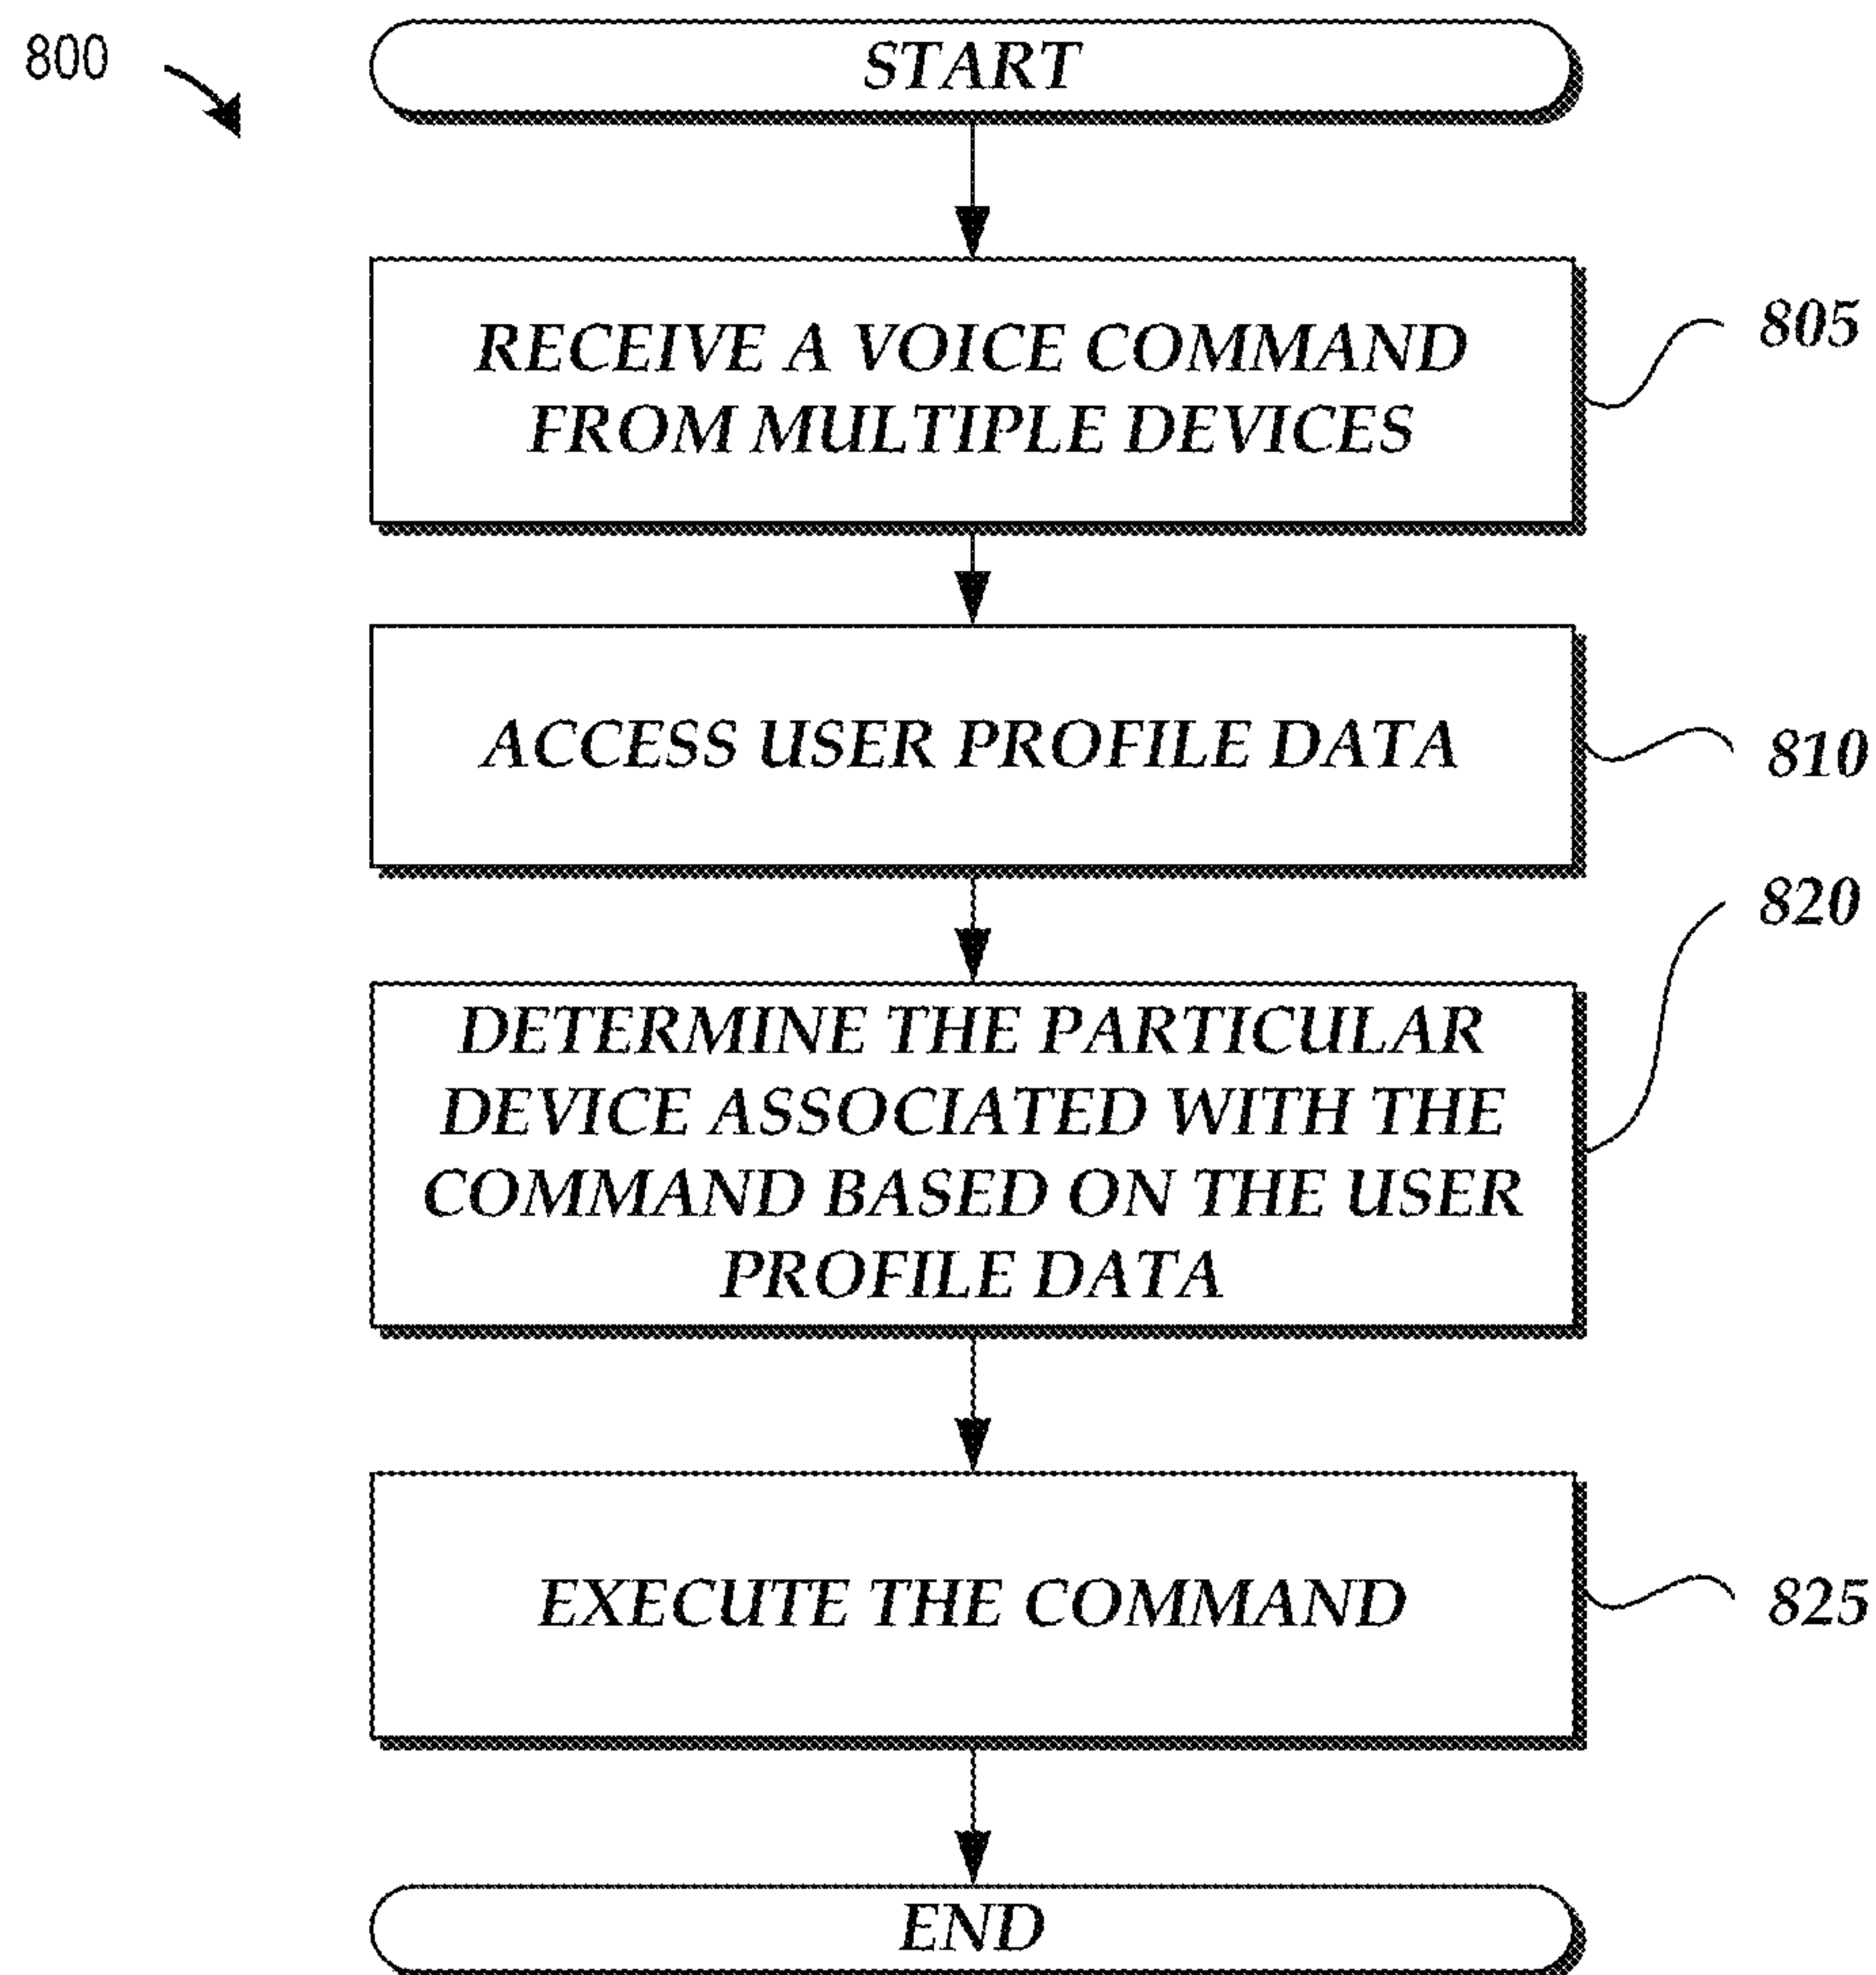 800
START
RECEIVE A VOICE COMMAND
FROM MULTIPLE DEVICES
805
ACCESS USER PROFILE DATA
810
820
DETERMINE THE PARTICULAR
DEVICE ASSOCIATED WITH THE
COMMAND BASED ON THE USER
PROFILE DATA
EXECUTE THE COMMAND
825
END